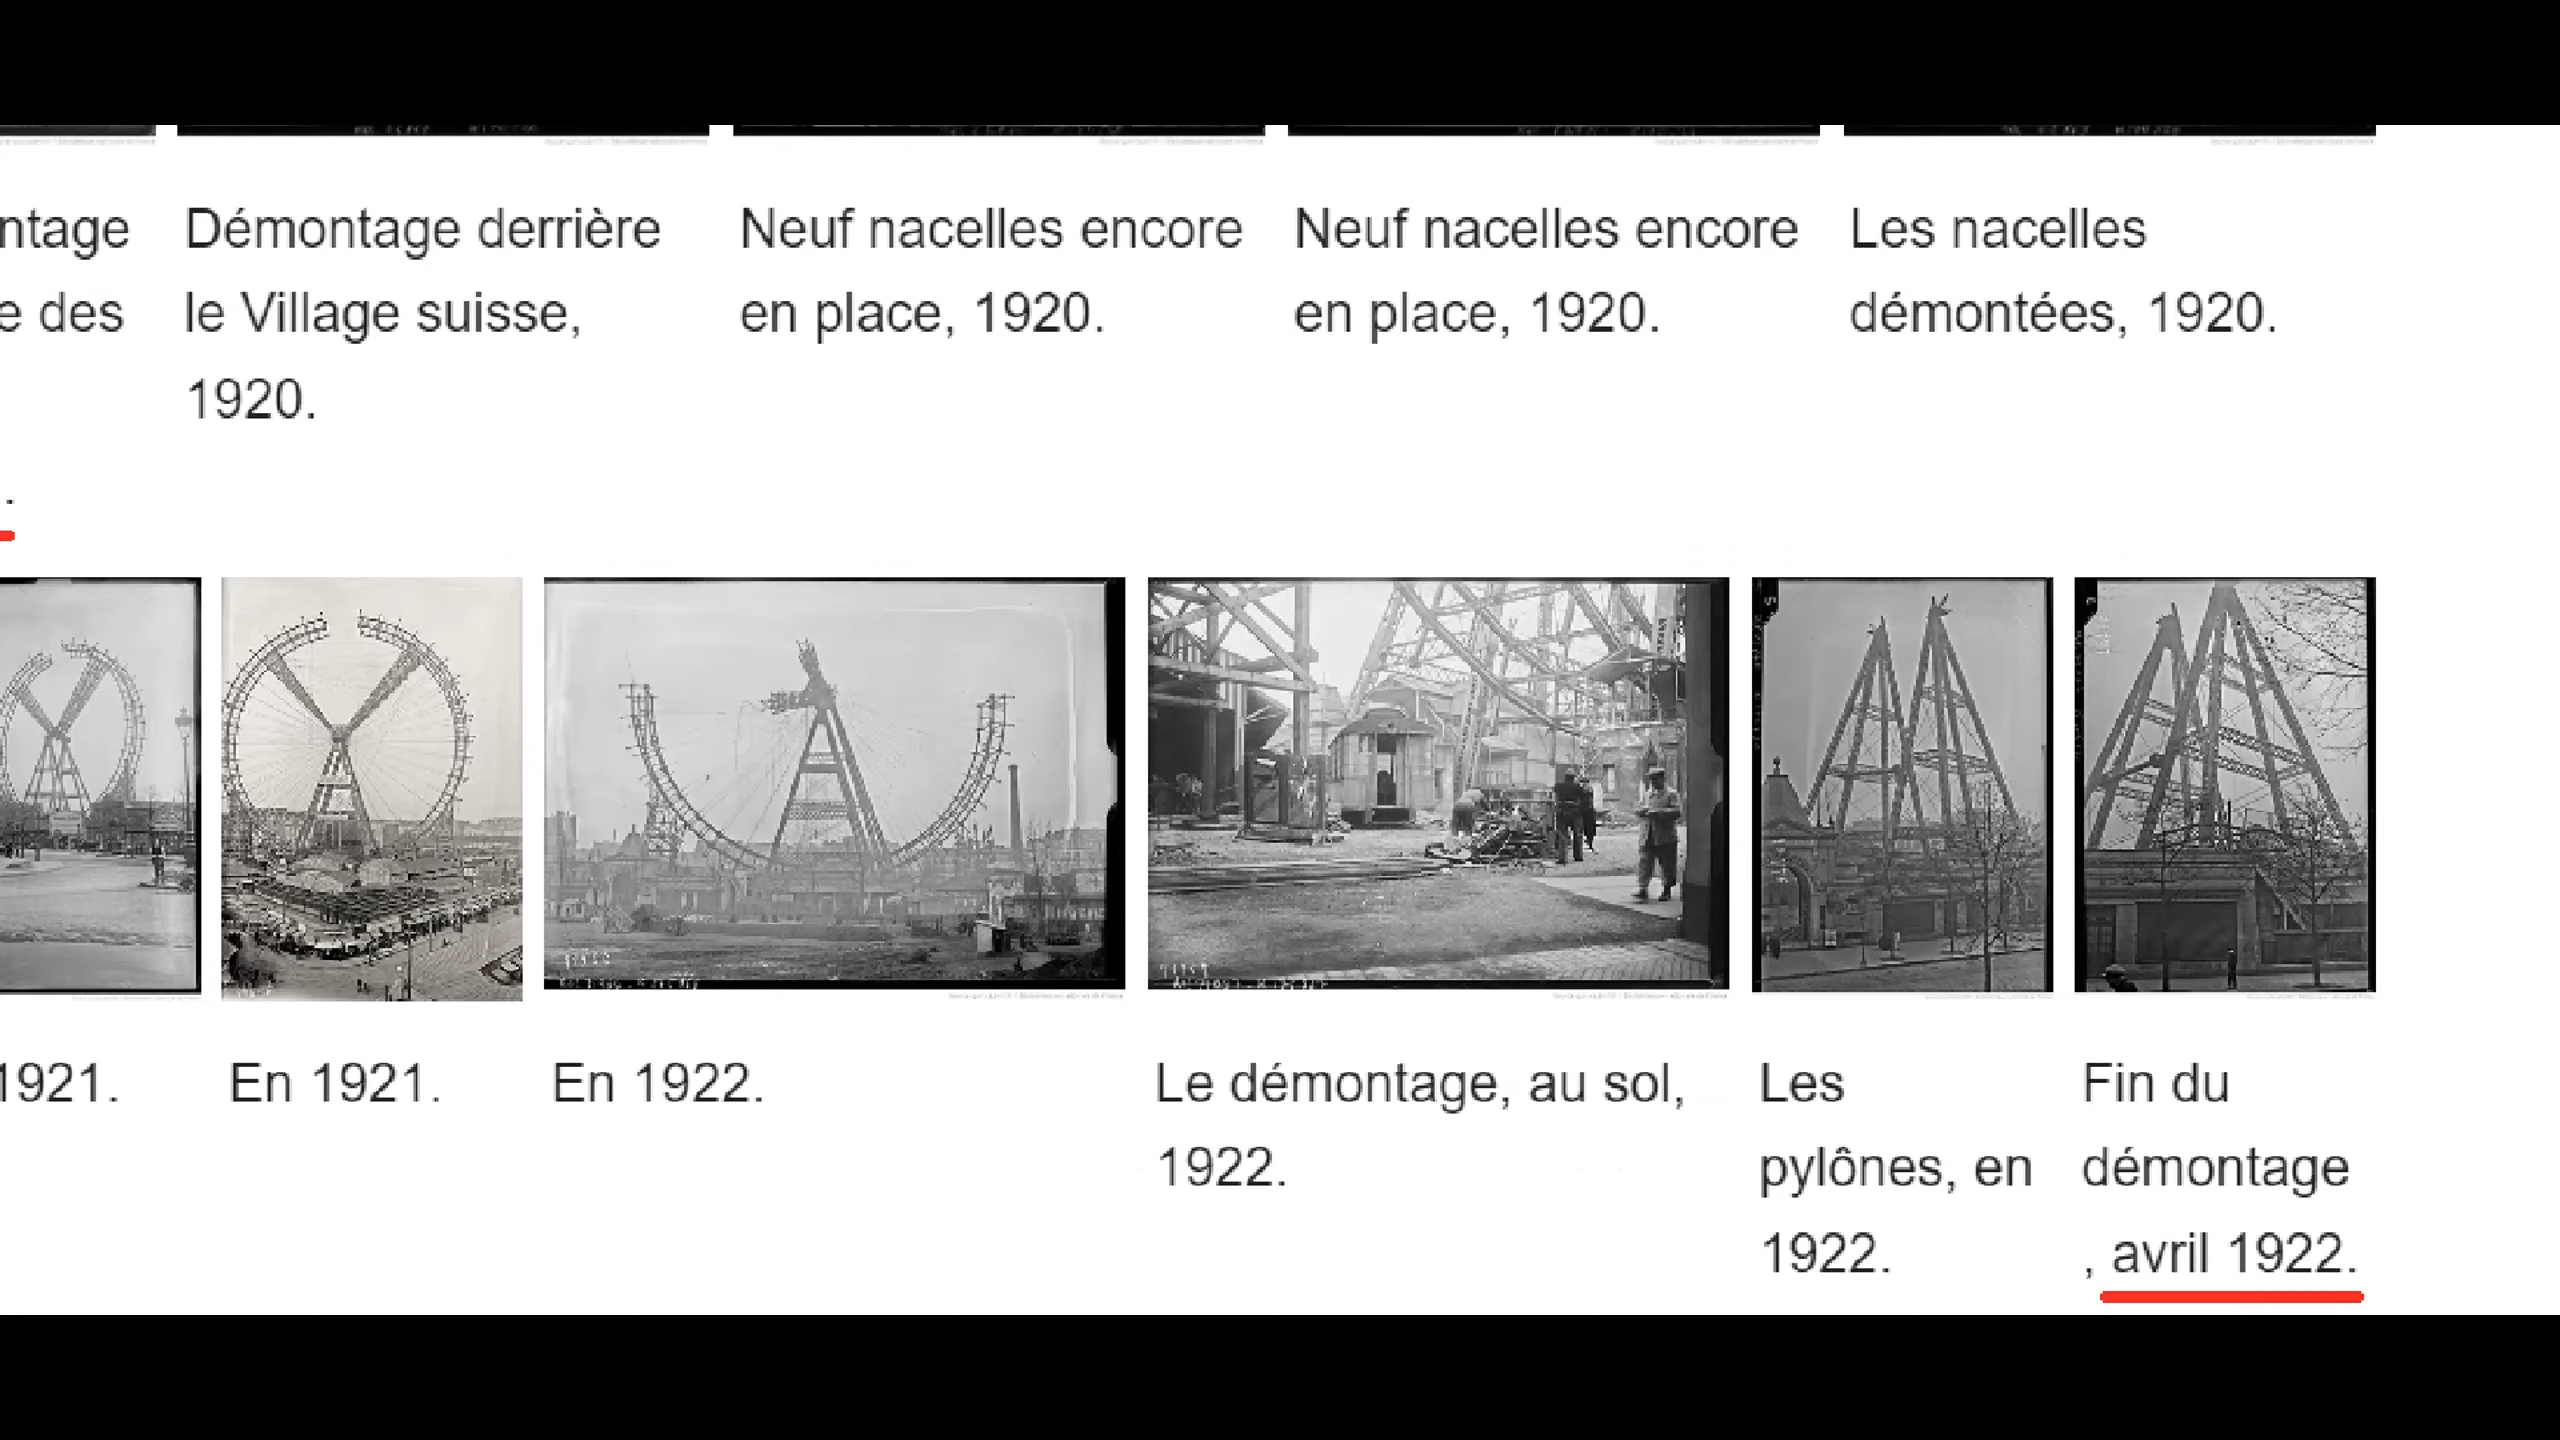 ntage
e des
.
Démontage derrière
le Village suisse,
1920.
Neuf nacelles encore
en place, 1920.
Neuf nacelles encore
en place, 1920.
Les nacelles
démontées, 1920.
1921.
En 1921.
En 1922.
Le démontage, au sol,
1922.
Les
pylônes, en
1922.
Fin du
démontage
, avril 1922.